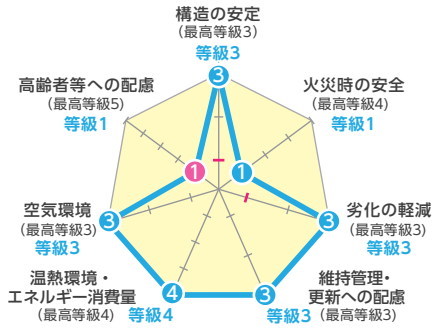 構造の安定
（最高等級3）
等級3
3
高齢者等への配慮
（最高等級5）
等級1
1
火災時の安全
（最高等級4）
等級1
1
空気環境
（最高等級3）
等級3
3
劣化の軽減
（最高等級3）
等級3
3
温熱環境・
エネルギー消費量
（最高等級4）
等級4
4
維持管理・
更新への配慮
（最高等級3）
等級3
3